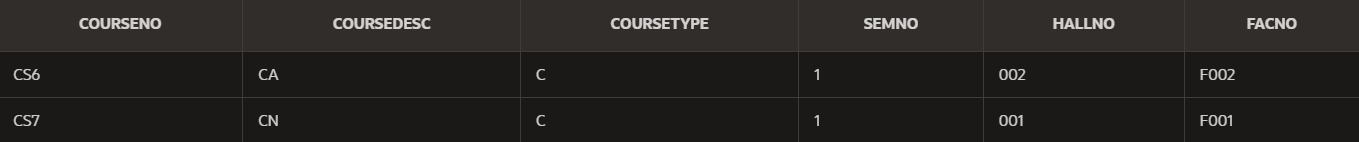 COURSENO COURSEDESC COURSETYPE SEMNO HALLNO FACNO
CS6 CA C 1 002 F002
CS7 CN C 1 001 F001